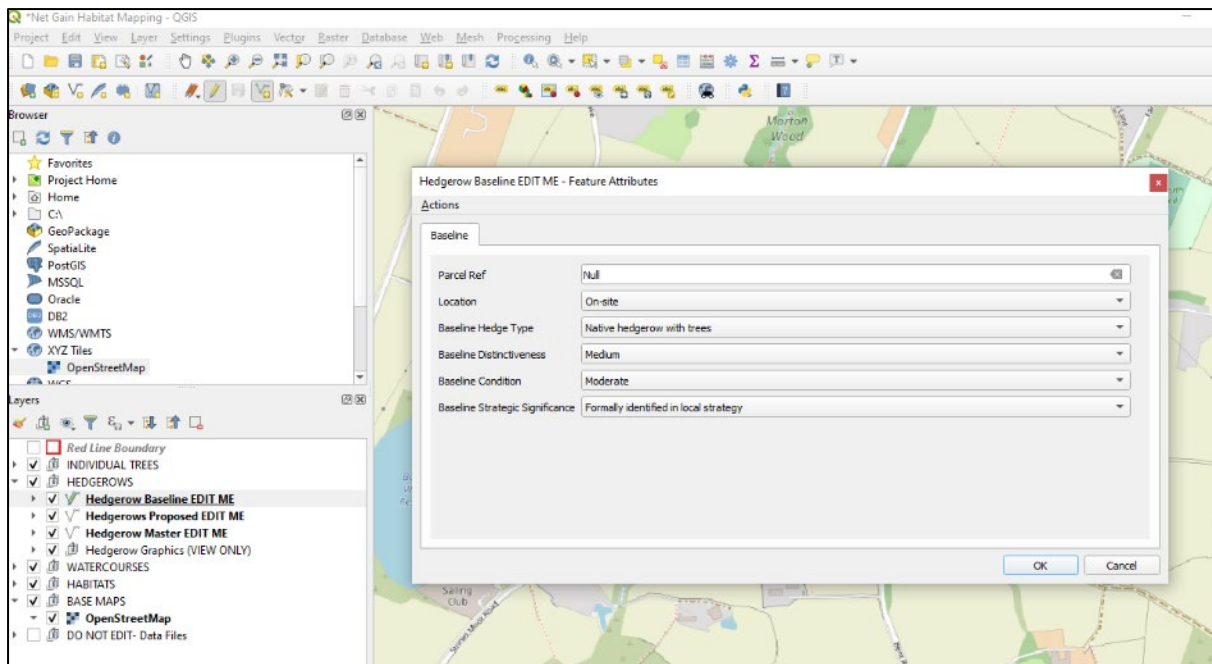 *Net Gain Habitat Mapping - QGIS
Project Edit View Layer Settings Plugins Vector Raster Database Web Mesh Processing Help
Browser
Favorites
Project Home
Home
C:\
GeoPackage
SpatiaLite
PostGIS
MSSQL
Oracle
DB2
WMS/WMTS
XYZ Tiles
OpenStreetMap
Layers
Red Line Boundary
INDIVIDUAL TREES
HEDGEROWS
Hedgerow Baseline EDIT ME
Hedgerows Proposed EDIT ME
Hedgerow Master EDIT ME
Hedgerow Graphics (VIEW ONLY)
WATERCOURSES
HABITATS
BASE MAPS
OpenStreetMap
DO NOT EDIT- Data Files
Morton
Wood
Hedgerow Baseline EDIT ME - Feature Attributes
Actions
Baseline
Parcel Ref Null
Location On-site
Baseline Hedge Type Native hedgerow with trees
Baseline Distinctiveness Medium
Baseline Condition Moderate
Baseline Strategic Significance Formally identified in local strategy
OK Cancel
Sailing
Club